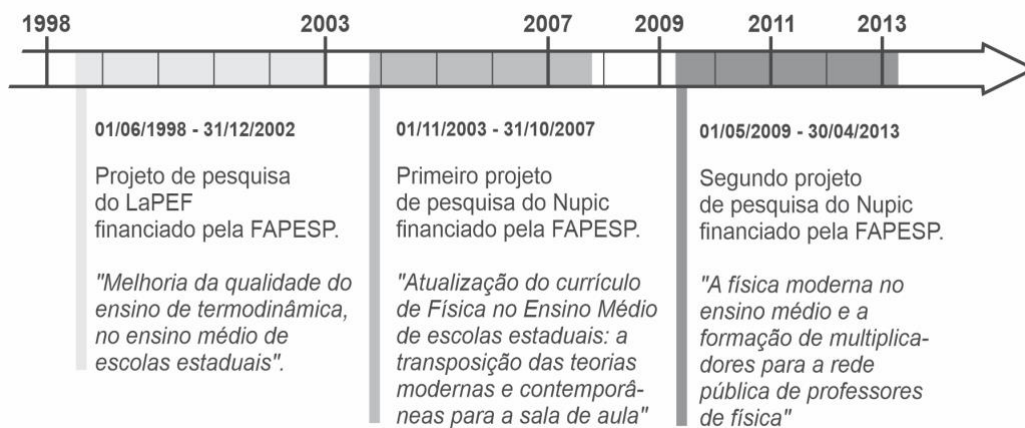 1998 2003 2007 2009 2011 2013
01/06/1998 - 31/12/2002
Projeto de pesquisa
do LaPEF
financiado pela FAPESP.
"Melhoria da qualidade do
ensino de termodinâmica,
no ensino médio de
escolas estaduais".
01/11/2003 - 31/10/2007
Primeiro projeto
de pesquisa do Nupic
financiado pela FAPESP.
"Atualização do currículo
de Física no Ensino Médio
de escolas estaduais: a
transposição das teorias
modernas e contemporâ-
neas para a sala de aula"
01/05/2009 - 30/04/2013
Segundo projeto
de pesquisa do Nupic
financiado pela FAPESP.
"A física moderna no
ensino médio e a
formação de multiplica-
dores para a rede
pública de professores
de física"